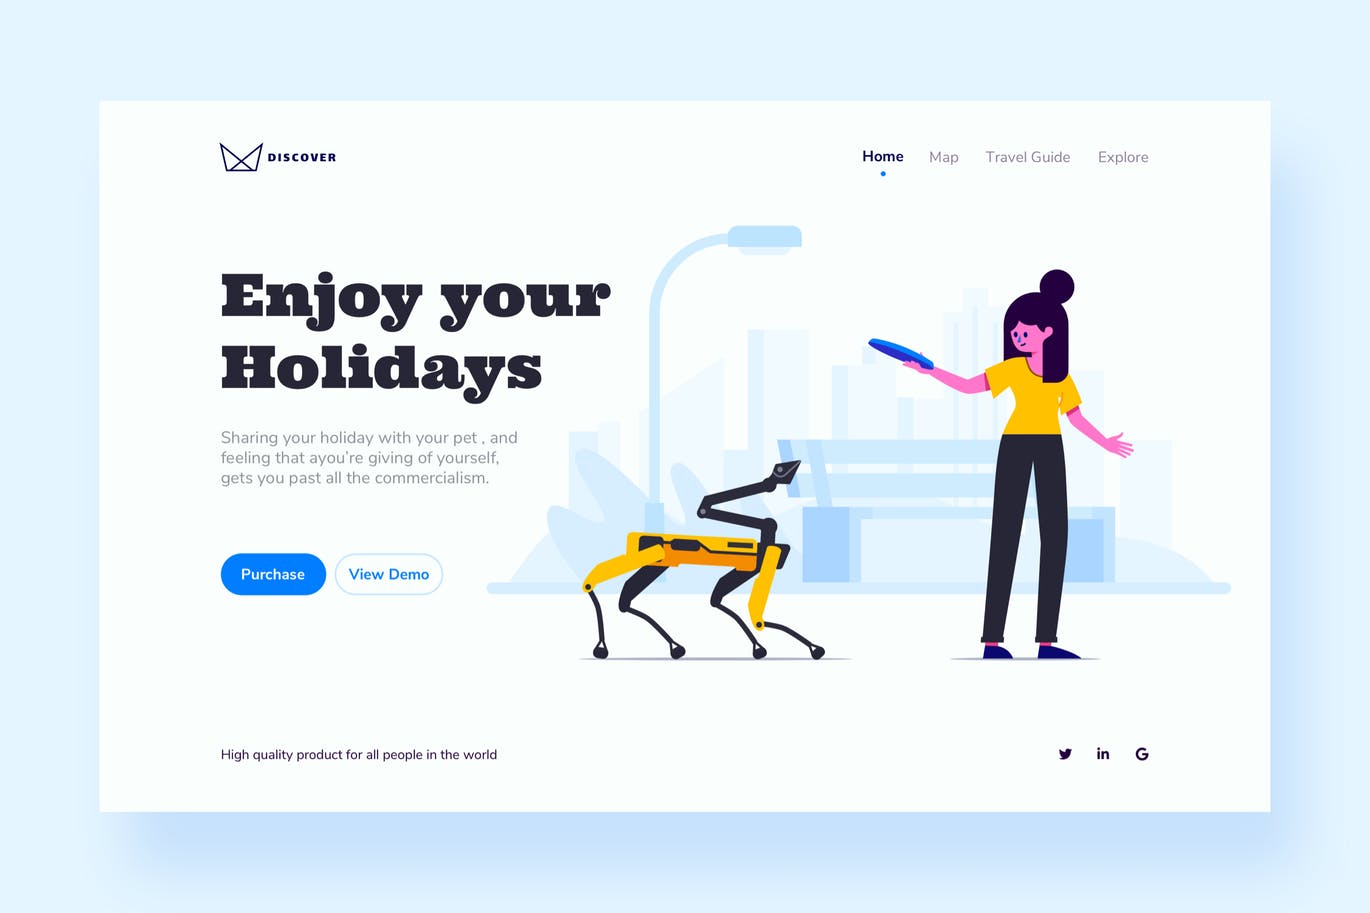 DISCOVER
Home
Map
Travel Guide
Explore
Enjoy your
Holidays
Sharing your holiday with your pet , and
feeling that ayou're giving of yourself,
gets you past all the commercialism.
Purchase
View Demo
High quality product for all people in the world